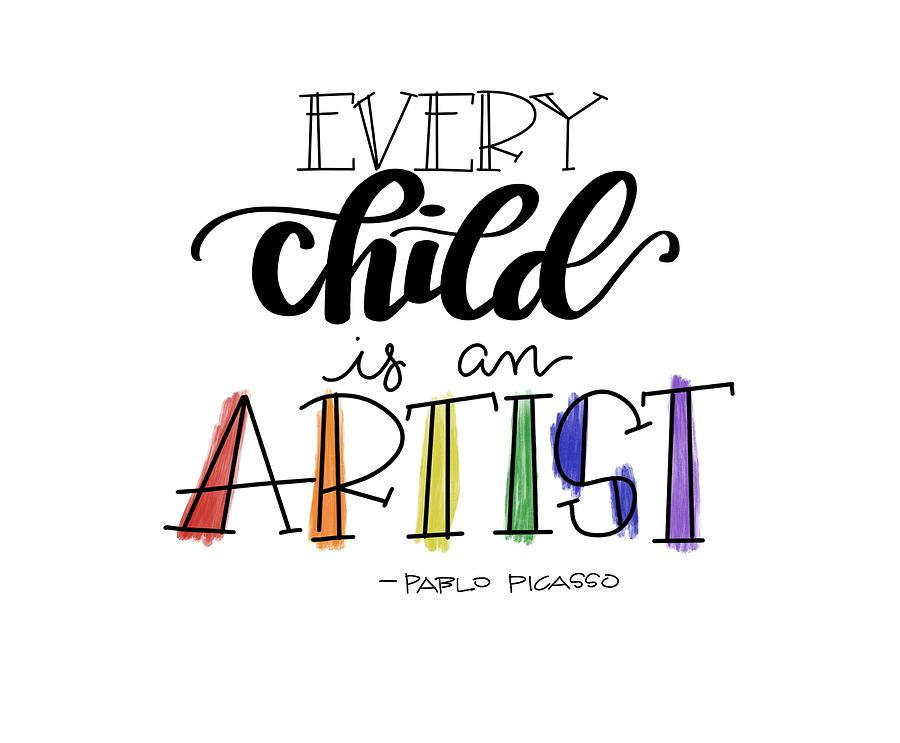 EVERY
child
is an
ARTIST
-PABLO PICASSO